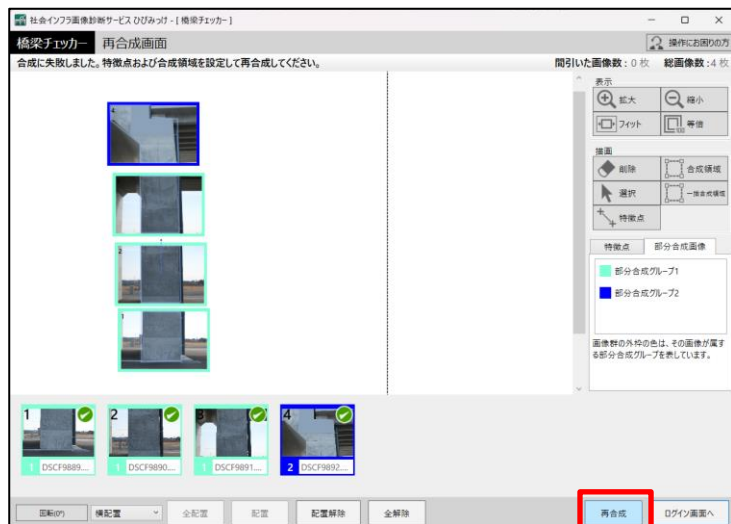 社会インフラ画像診断サービス ひびみっけ - [ 橋梁チェッカー ]
橋梁チェッカー 再合成画面
操作にお困りの方
合成に失敗しました。特徴点および合成領域を設定して再合成してください。
間引いた画像数 : 0 枚 総画像数 : 4 枚
表示
拡大 縮小
フィット 等倍
描画
削除 合成領域
選択 一括合成領域
特徴点
特徴点 部分合成画像
部分合成グループ1
部分合成グループ2
画像群の外枠の色は、その画像が属す
る部分合成グループを表しています。
4
2
1
1 2 3 4
1 DSCF9889.... 1 DSCF9890.... 1 DSCF9891.... 2 DSCF9892....
回転(0°) 横配置 全配置 配置 配置解除 全解除 再合成 ログイン画面へ